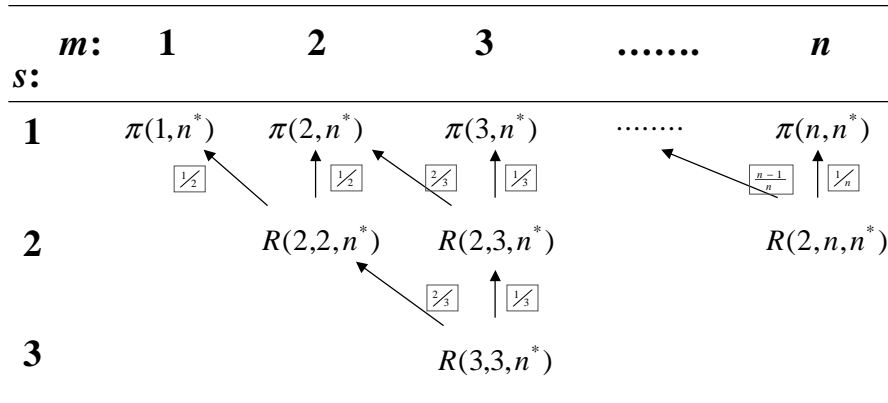 m: 1 2 3 ....... n
s:
1 π(1,n*) π(2,n*) π(3,n*) ........ π(n,n*)
1/2 1/2 2/3 1/3 n-1/n 1/n
2 R(2,2,n*) R(2,3,n*) R(2,n,n*)
2/3 1/3
3 R(3,3,n*)